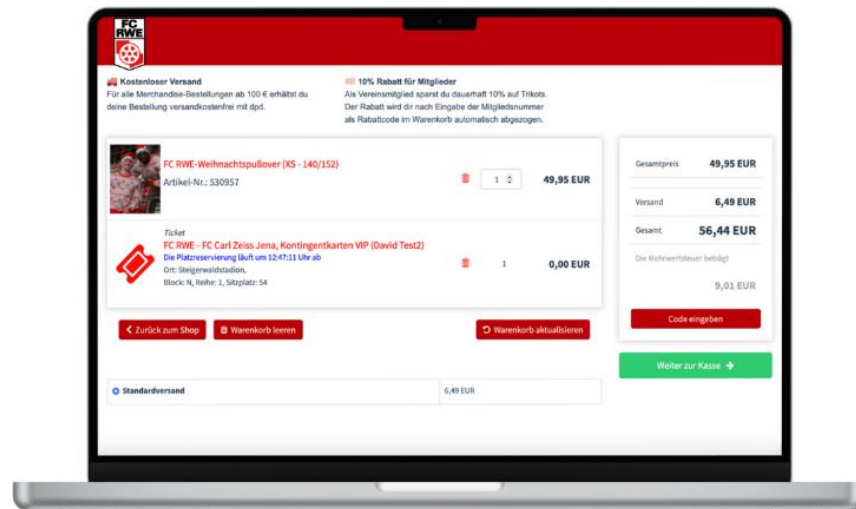 FC
RWE
Kostenloser Versand
Für alle Merchandise-Bestellungen ab 100 € erhältst du
deine Bestellung versandkostenfrei mit dpd.
10% Rabatt für Mitglieder
Als Vereinsmitglied sparst du dauerhaft 10% auf Trikots.
Der Rabatt wird dir nach Eingabe der Mitgliedsnummer
als Rabattcode im Warenkorb automatisch abgezogen.
FC RWE-Weihnachtspullover (XS - 140/152)
Artikel-Nr.: 530957
1
49,95 EUR
Ticket
FC RWE - FC Carl Zeiss Jena, Kontingentkarten VIP (David Test2)
Die Platzreservierung läuft um 12:47:11 Uhr ab
Ort: Steigerwaldstadion,
Block: N, Reihe: 1, Sitzplatz: 54
1
0,00 EUR
Zurück zum Shop
Warenkorb leeren
Warenkorb aktualisieren
Standardversand
6,49 EUR
Gesamtpreis 49,95 EUR
Versand 6,49 EUR
Gesamt 56,44 EUR
Die Mehrwertsteuer beträgt
9,01 EUR
Code eingeben
Weiter zur Kasse